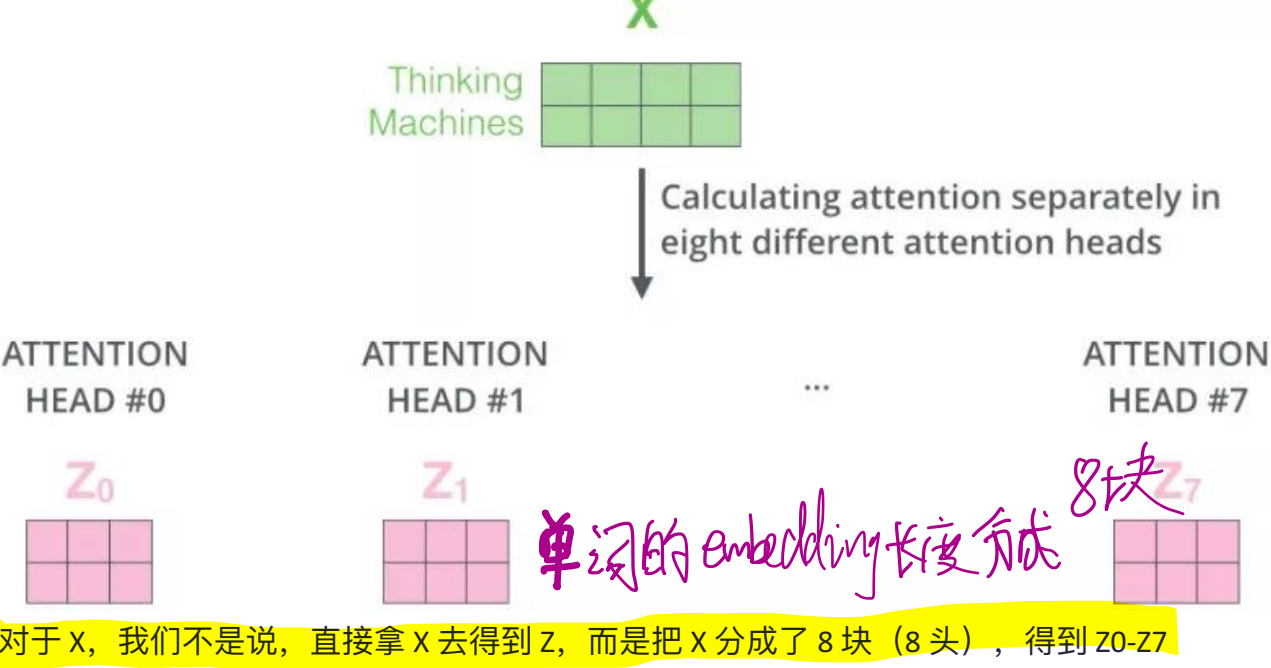 X
Thinking
Machines
Calculating attention separately in
eight different attention heads
ATTENTION
HEAD #0
ATTENTION
HEAD #1
...
ATTENTION
HEAD #7
Z0
Z1
Z7
单词的embedding长度分成8块
对于 X，我们不是说，直接拿 X 去得到 Z，而是把 X 分成了 8 块（8 头），得到 Z0-Z7